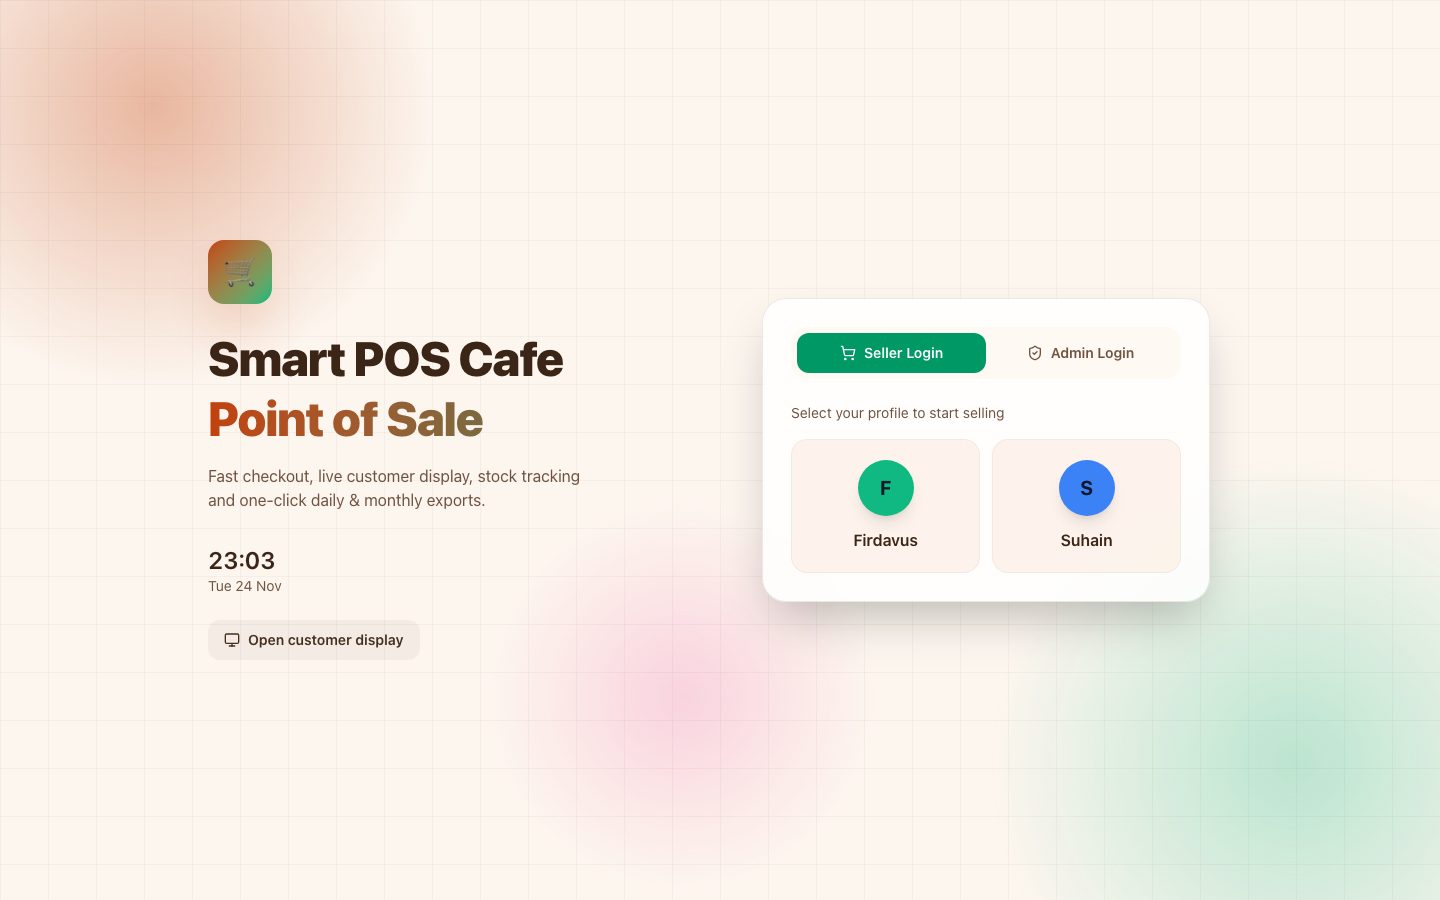 Smart POS Cafe
Point of Sale
Fast checkout, live customer display, stock tracking
and one-click daily & monthly exports.
23:03
Tue 24 Nov
Open customer display
Seller Login
Admin Login
Select your profile to start selling
F
Firdavus
S
Suhain